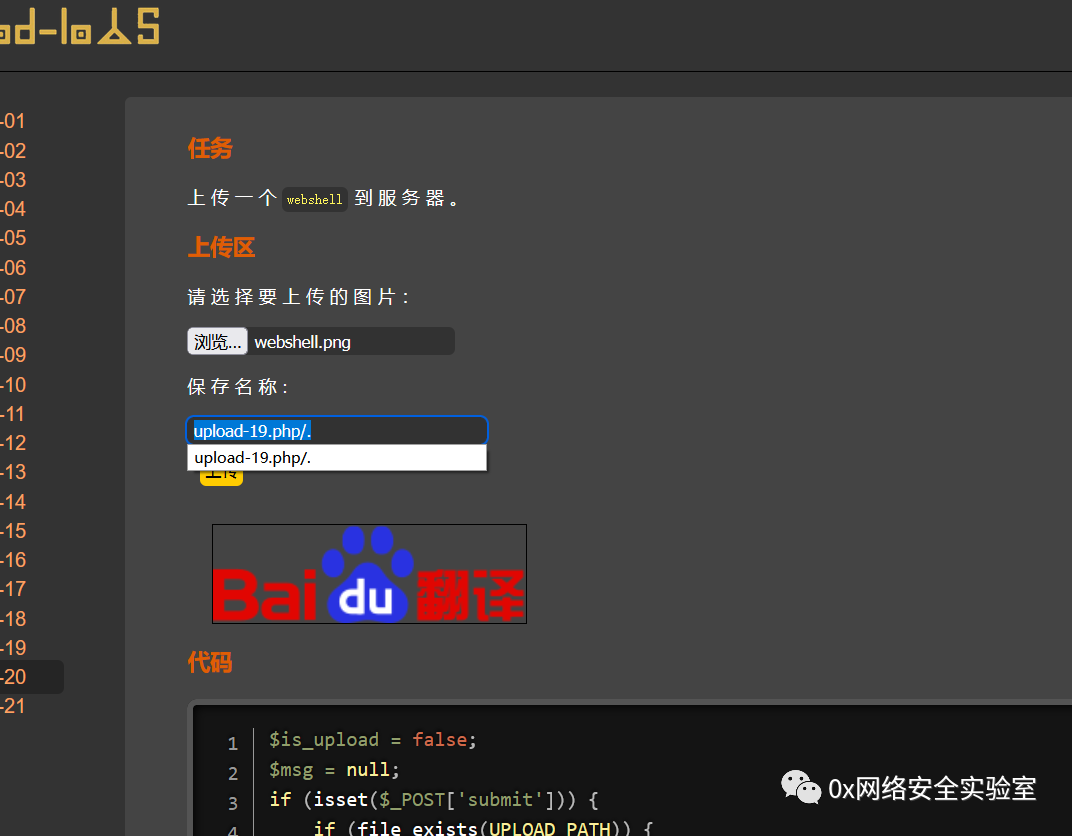 ad-labs
-01
-02
-03
-04
-05
-06
-07
-08
-09
-10
-11
-12
-13
-14
-15
-16
-17
-18
-19
-20
-21
任务
上传一个 webshell 到服务器。
上传区
请选择要上传的图片:
浏览... webshell.png
保存名称:
upload-19.php/.
upload-19.php/.
上传
Bai du 翻译
代码
1 $is_upload = false;
2 $msg = null;
3 if (isset($_POST['submit'])) {
4 if (file_exists(UPLOAD_PATH)) {
0x网络安全实验室